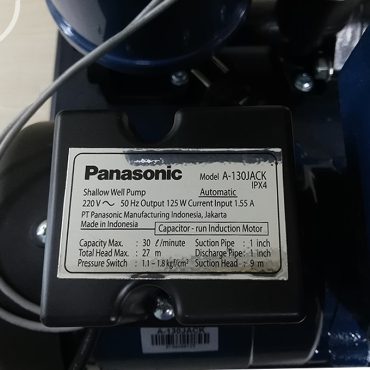 Panasonic Model A-130JACK
IPX4
Shallow Well Pump Automatic
220 V ~ 50 Hz Output 125 W Current Input 1.55 A
PT Panasonic Manufacturing Indonesia, Jakarta
Made in Indonesia Capacitor - run Induction Motor
Capacity Max. : 30 ℓ/minute Suction Pipe : 1 inch
Total Head Max. : 27 m Discharge Pipe : 1 inch
Pressure Switch : 1.1 - 1.8 kgf/cm² Suction Head : 9 m
A-130JACK